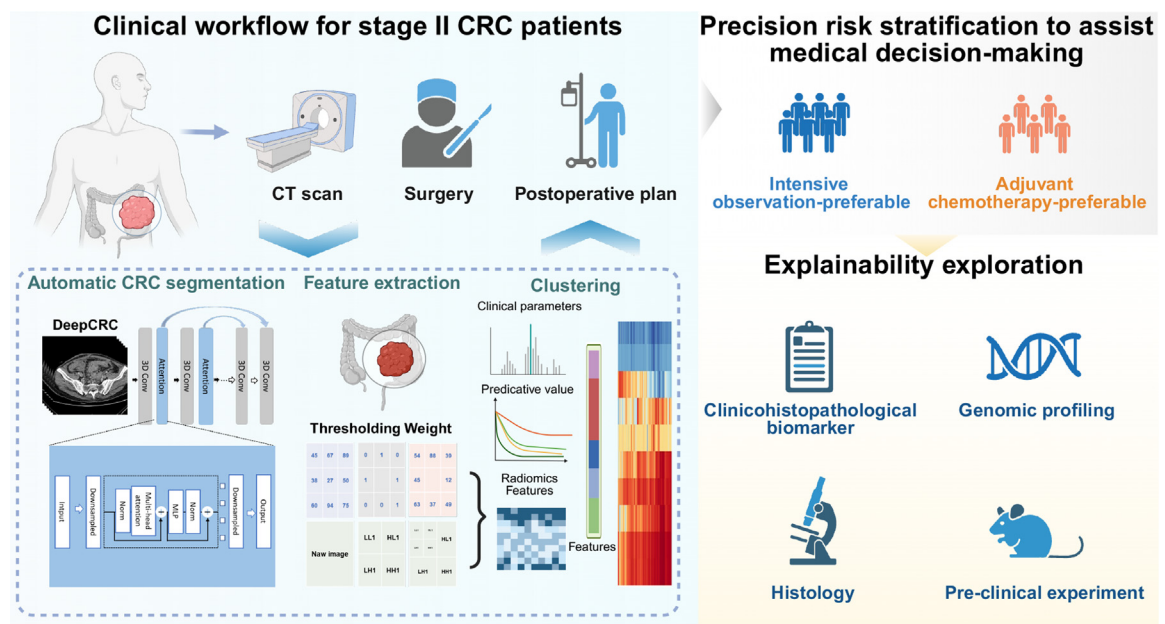 Clinical workflow for stage II CRC patients
CT scan
Surgery
Postoperative plan
Automatic CRC segmentation
Feature extraction
Clustering
DeepCRC
3D Conv
Attention
3D Conv
Attention
3D Conv
3D Conv
Intput
Downsampled
Norm
Multi-head
attention
MLP
Norm
Downsampled
Output
Thresholding Weight
45 67 89
0 1 0
54 88 39
38 27 50
1 1
45 12
60 94 75
0 0 1
63 37 49
Naw image
LL1 HL1
LH1 HH1
HL1
LH1 HH1
Clinical parameters
Predicative value
Radiomics
Features
Features
Precision risk stratification to assist
medical decision-making
Intensive
observation-preferable
Adjuvant
chemotherapy-preferable
Explainability exploration
Clinicohistopathological
biomarker
Genomic profiling
Histology
Pre-clinical experiment